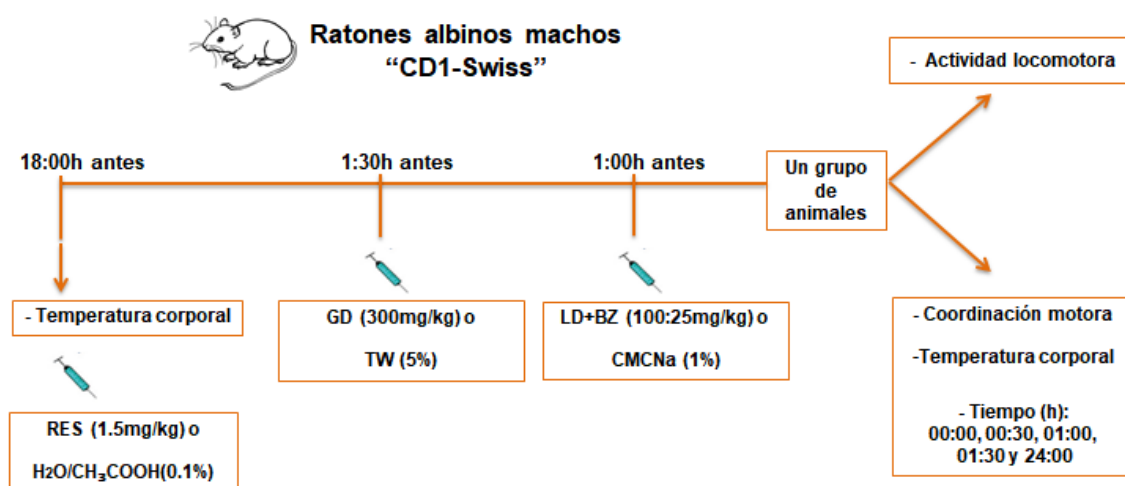 Ratones albinos machos
“CD1-Swiss”
- Actividad locomotora
18:00h antes
1:30h antes
1:00h antes
Un grupo
de
animales
- Temperatura corporal
GD (300mg/kg) o
TW (5%)
LD+BZ (100:25mg/kg) o
CMCNa (1%)
- Coordinación motora
-Temperatura corporal
- Tiempo (h):
00:00, 00:30, 01:00,
01:30 y 24:00
RES (1.5mg/kg) o
H2O/CH₃COOH(0.1%)